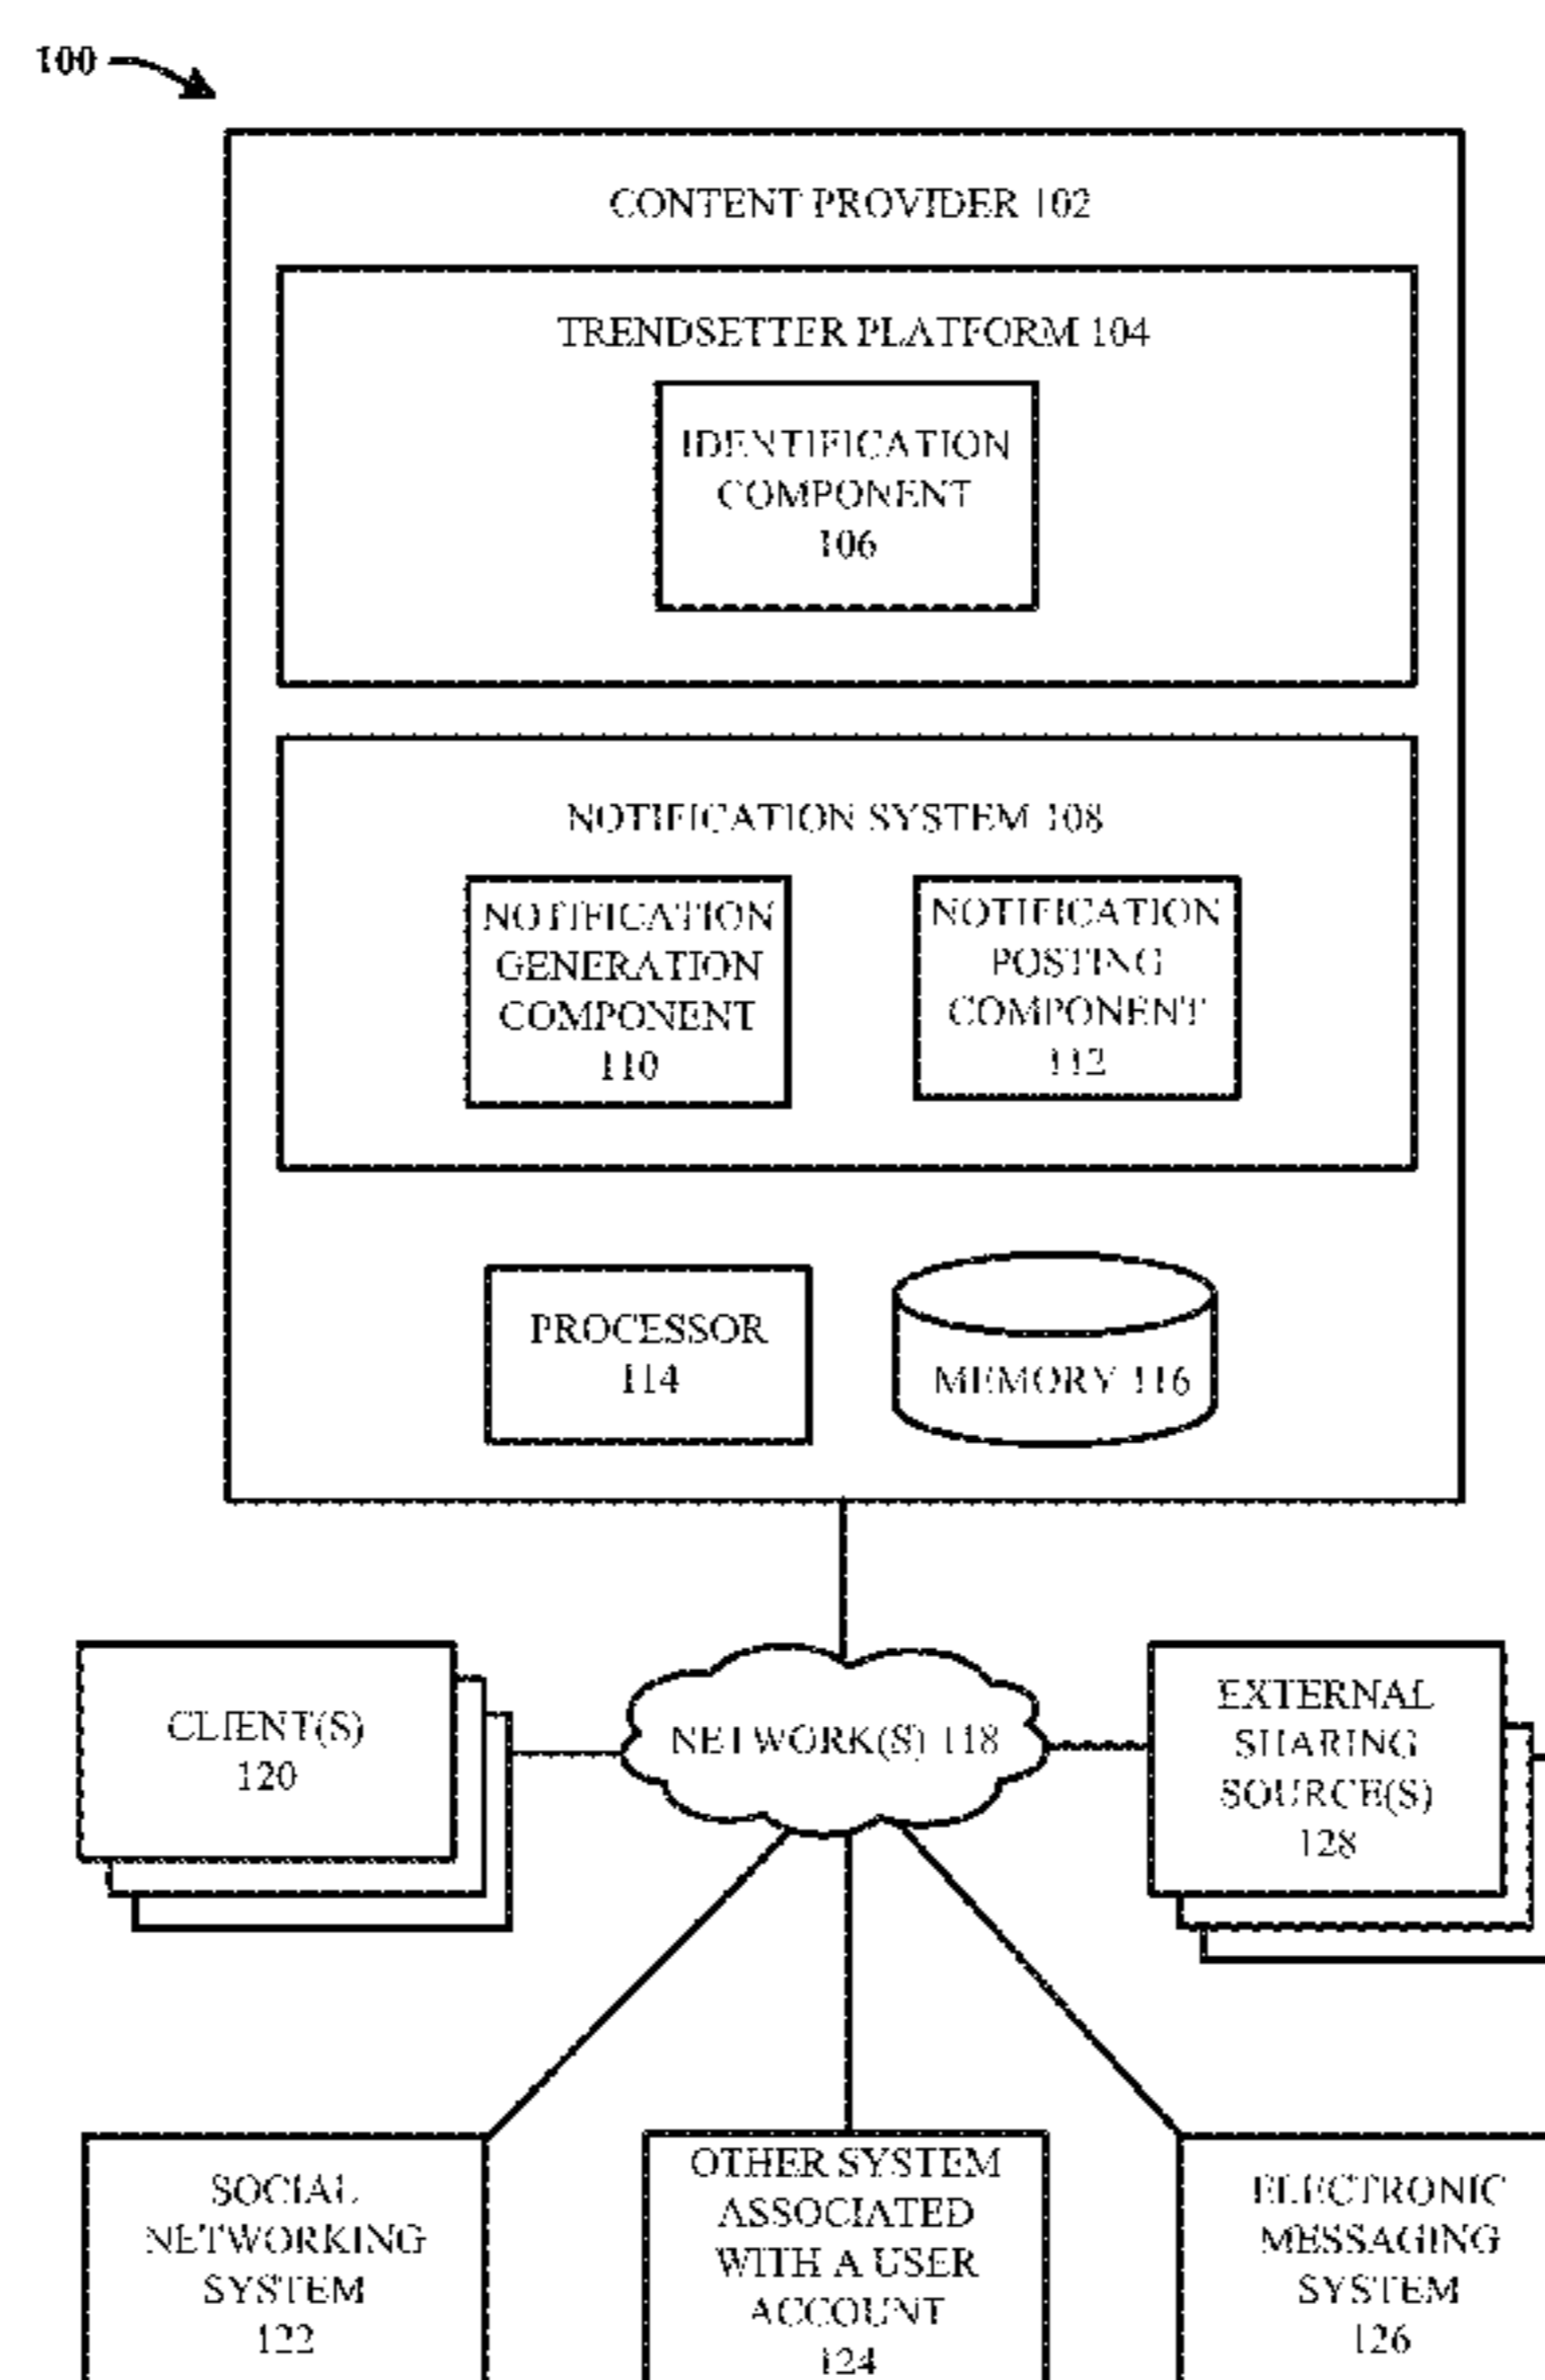 100
CONTENT PROVIDER 102
TRENDSETTER PLATFORM 104
IDENTIFICATION
COMPONENT
106
NOTIFICATION SYSTEM 108
NOTIFICATION
GENERATION
COMPONENT
110
NOTIFICATION
POSTING
COMPONENT
112
PROCESSOR
114
MEMORY 116
CLIENT(S)
120
NETWORK(S) 118
EXTERNAL
SHARING
SOURCE(S)
128
SOCIAL
NETWORKING
SYSTEM
122
OTHER SYSTEM
ASSOCIATED
WITH A USER
ACCOUNT
124
ELECTRONIC
MESSAGING
SYSTEM
126